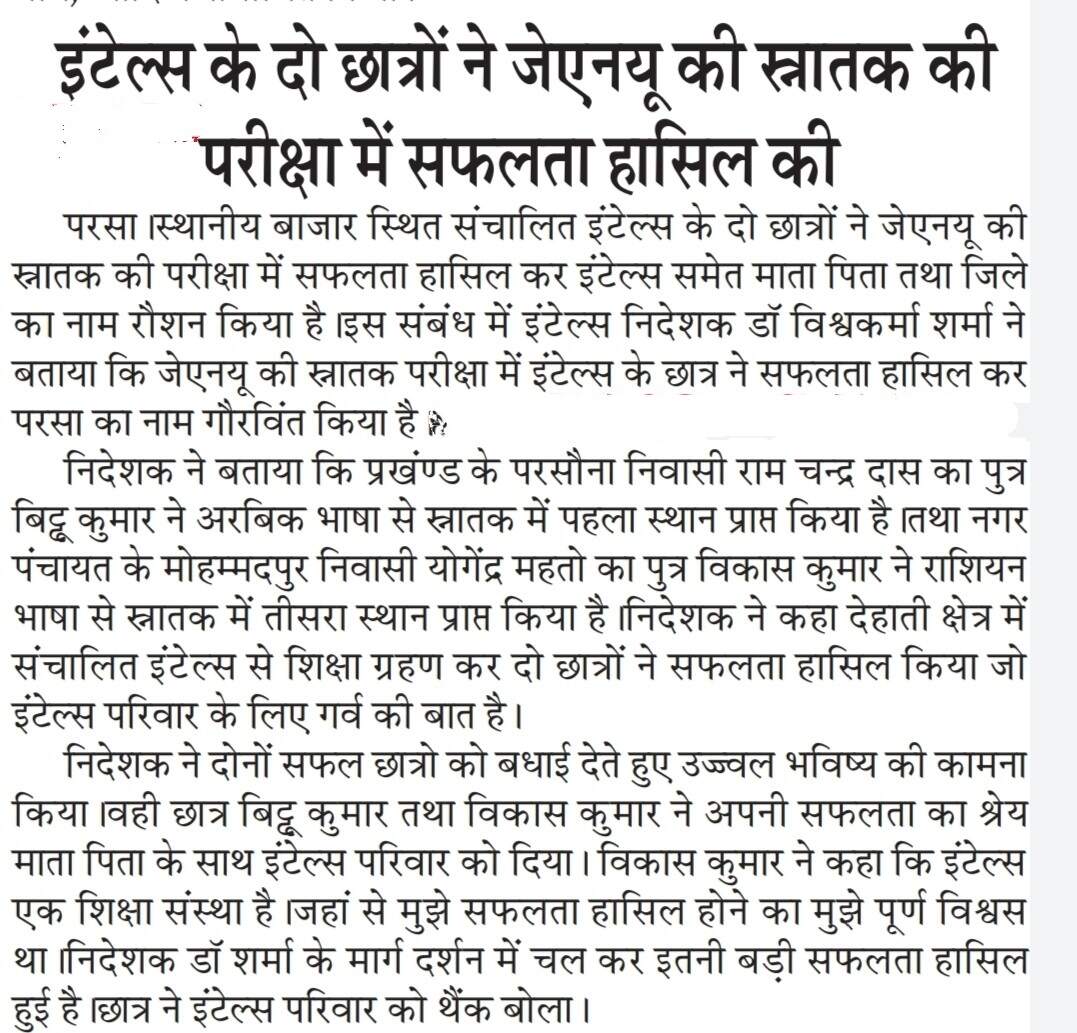 इंटेल्स के दो छात्रों ने जेएनयू की स्नातक की
परीक्षा में सफलता हासिल की
परसा ।स्थानीय बाजार स्थित संचालित इंटेल्स के दो छात्रों ने जेएनयू की
स्नातक की परीक्षा में सफलता हासिल कर इंटेल्स समेत माता पिता तथा जिले
का नाम रौशन किया है ।इस संबंध में इंटेल्स निदेशक डॉ विश्वकर्मा शर्मा ने
बताया कि जेएनयू की स्नातक परीक्षा में इंटेल्स के छात्र ने सफलता हासिल कर
परसा का नाम गौरविंत किया है
निदेशक ने बताया कि प्रखंण्ड के परसौना निवासी राम चन्द्र दास का पुत्र
बिट्टू कुमार ने अरबिक भाषा से स्नातक में पहला स्थान प्राप्त किया है ।तथा नगर
पंचायत के मोहम्मदपुर निवासी योगेंद्र महतो का पुत्र विकास कुमार ने राशियन
भाषा से स्नातक में तीसरा स्थान प्राप्त किया है ।निदेशक ने कहा देहाती क्षेत्र में
संचालित इंटेल्स से शिक्षा ग्रहण कर दो छात्रों ने सफलता हासिल किया जो
इंटेल्स परिवार के लिए गर्व की बात है।
निदेशक ने दोनों सफल छात्रो को बधाई देते हुए उज्ज्वल भविष्य की कामना
किया ।वही छात्र बिट्टू कुमार तथा विकास कुमार ने अपनी सफलता का श्रेय
माता पिता के साथ इंटेल्स परिवार को दिया। विकास कुमार ने कहा कि इंटेल्स
एक शिक्षा संस्था है ।जहां से मुझे सफलता हासिल होने का मुझे पूर्ण विश्वस
था ।निदेशक डॉ शर्मा के मार्ग दर्शन में चल कर इतनी बड़ी सफलता हासिल
हुई है ।छात्र ने इंटेल्स परिवार को थैंक बोला।